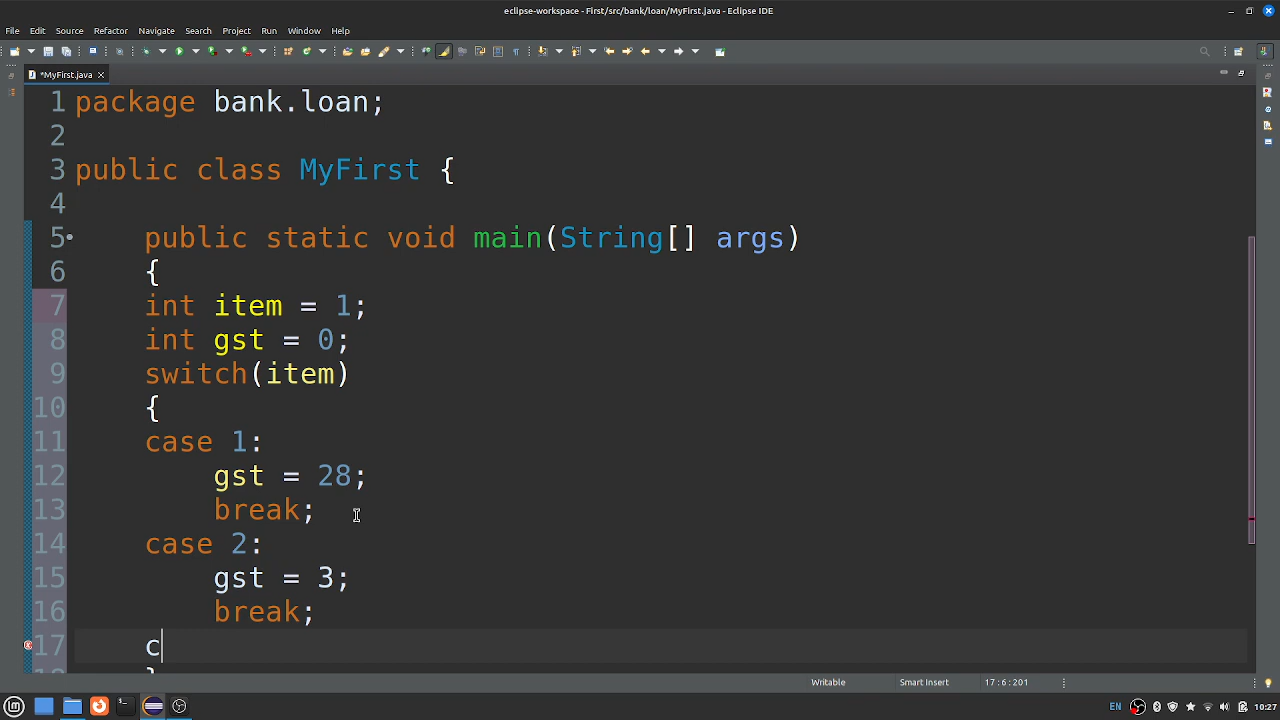 eclipse-workspace - First/src/bank/loan/MyFirst.java - Eclipse IDE
File Edit Source Refactor Navigate Search Project Run Window Help
*MyFirst.java
1 package bank.loan;
2
3 public class MyFirst {
4
5 public static void main(String[] args)
6 {
7 int item = 1;
8 int gst = 0;
9 switch(item)
10 {
11 case 1:
12 gst = 28;
13 break;
14 case 2:
15 gst = 3;
16 break;
17 c
18 }
Writable Smart Insert 17 : 6 : 201
EN 10:27